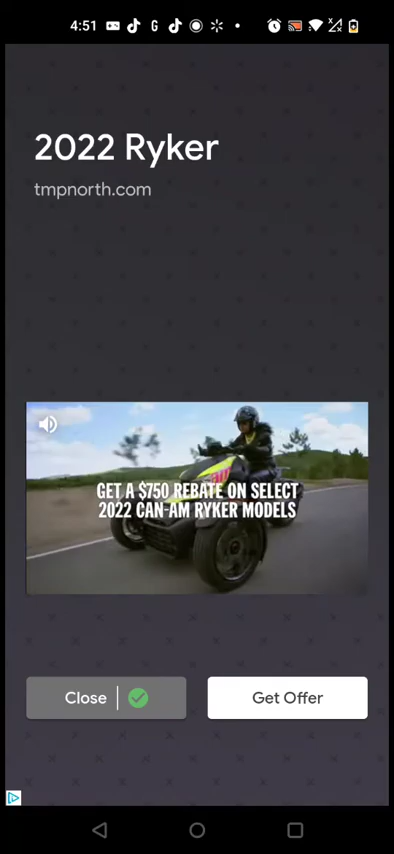 4:51
2022 Ryker
tmpnorth.com
GET A $750 REBATE ON SELECT
2022 CAN-AM RYKER MODELS
Close
Get Offer